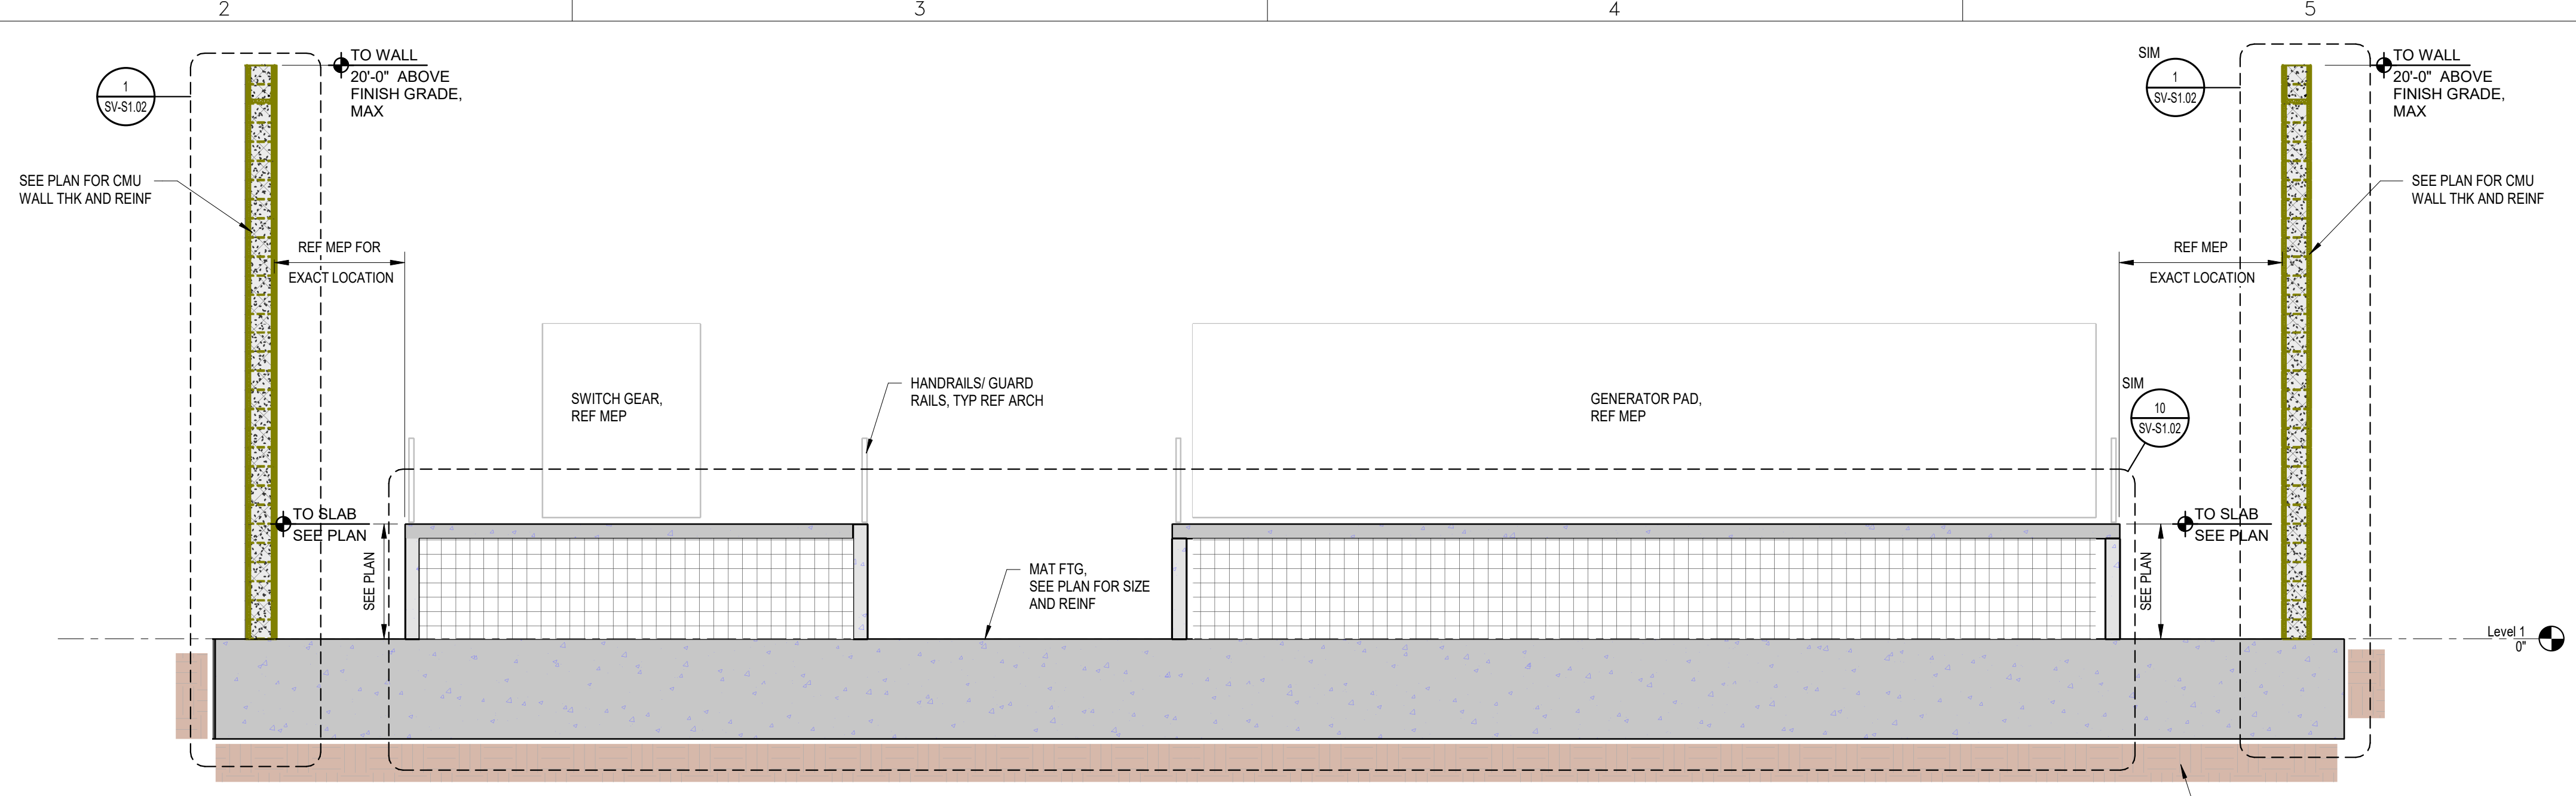 2
3
4
5
1
SV-S1.02
TO WALL
20'-0" ABOVE
FINISH GRADE,
MAX
SIM
1
SV-S1.02
TO WALL
20'-0" ABOVE
FINISH GRADE,
MAX
SEE PLAN FOR CMU
WALL THK AND REINF
SEE PLAN FOR CMU
WALL THK AND REINF
REF MEP FOR
EXACT LOCATION
REF MEP
EXACT LOCATION
SWITCH GEAR,
REF MEP
HANDRAILS/ GUARD
RAILS, TYP REF ARCH
GENERATOR PAD,
REF MEP
SIM
10
SV-S1.02
TO SLAB
SEE PLAN
SEE PLAN
MAT FTG,
SEE PLAN FOR SIZE
AND REINF
TO SLAB
SEE PLAN
SEE PLAN
Level 1
0"